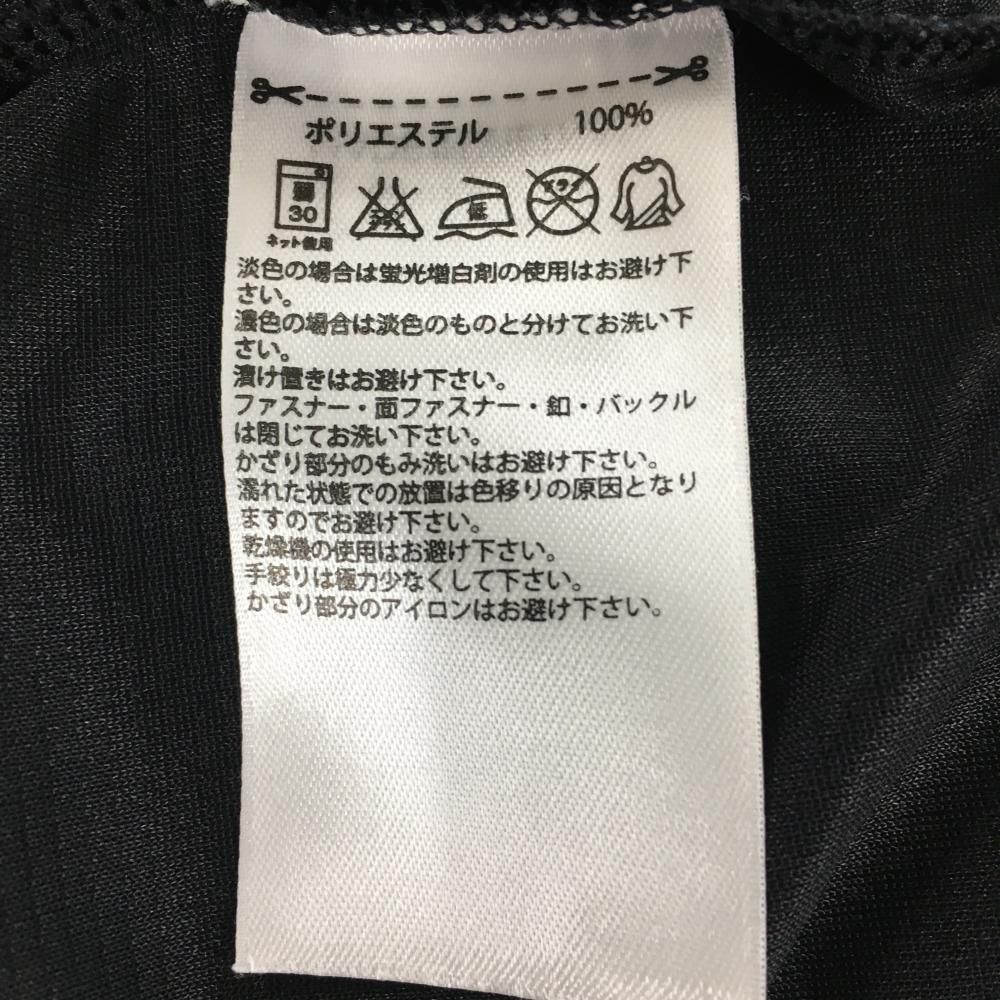 ポリエステル 100%
弱
30
ネット使用
エンソサラシ
低
ドライ
淡色の場合は蛍光増白剤の使用はお避け下
さい。
濃色の場合は淡色のものと分けてお洗い下
さい。
漬け置きはお避け下さい。
ファスナー・面ファスナー・釦・バックル
は閉じてお洗い下さい。
かざり部分のもみ洗いはお避け下さい。
濡れた状態での放置は色移りの原因となり
ますのでお避け下さい。
乾燥機の使用はお避け下さい。
手絞りは極力少なくして下さい。
かざり部分のアイロンはお避け下さい。